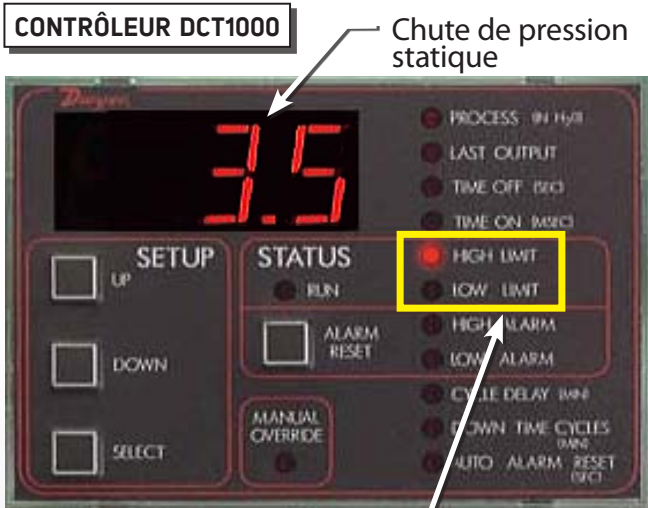 CONTRÔLEUR DCT1000
Chute de pression
statique
Dwyer
3.5
PROCESS (IN H₂O)
LAST OUTPUT
TIME OFF (SEC)
TIME ON (MSEC)
SETUP
UP
DOWN
SELECT
STATUS
RUN
ALARM
RESET
MANUAL
OVERRIDE
HIGH LIMIT
LOW LIMIT
HIGH ALARM
LOW ALARM
CYCLE DELAY (MIN)
DOWN TIME CYCLES
(MIN)
AUTO ALARM RESET
(SEC)